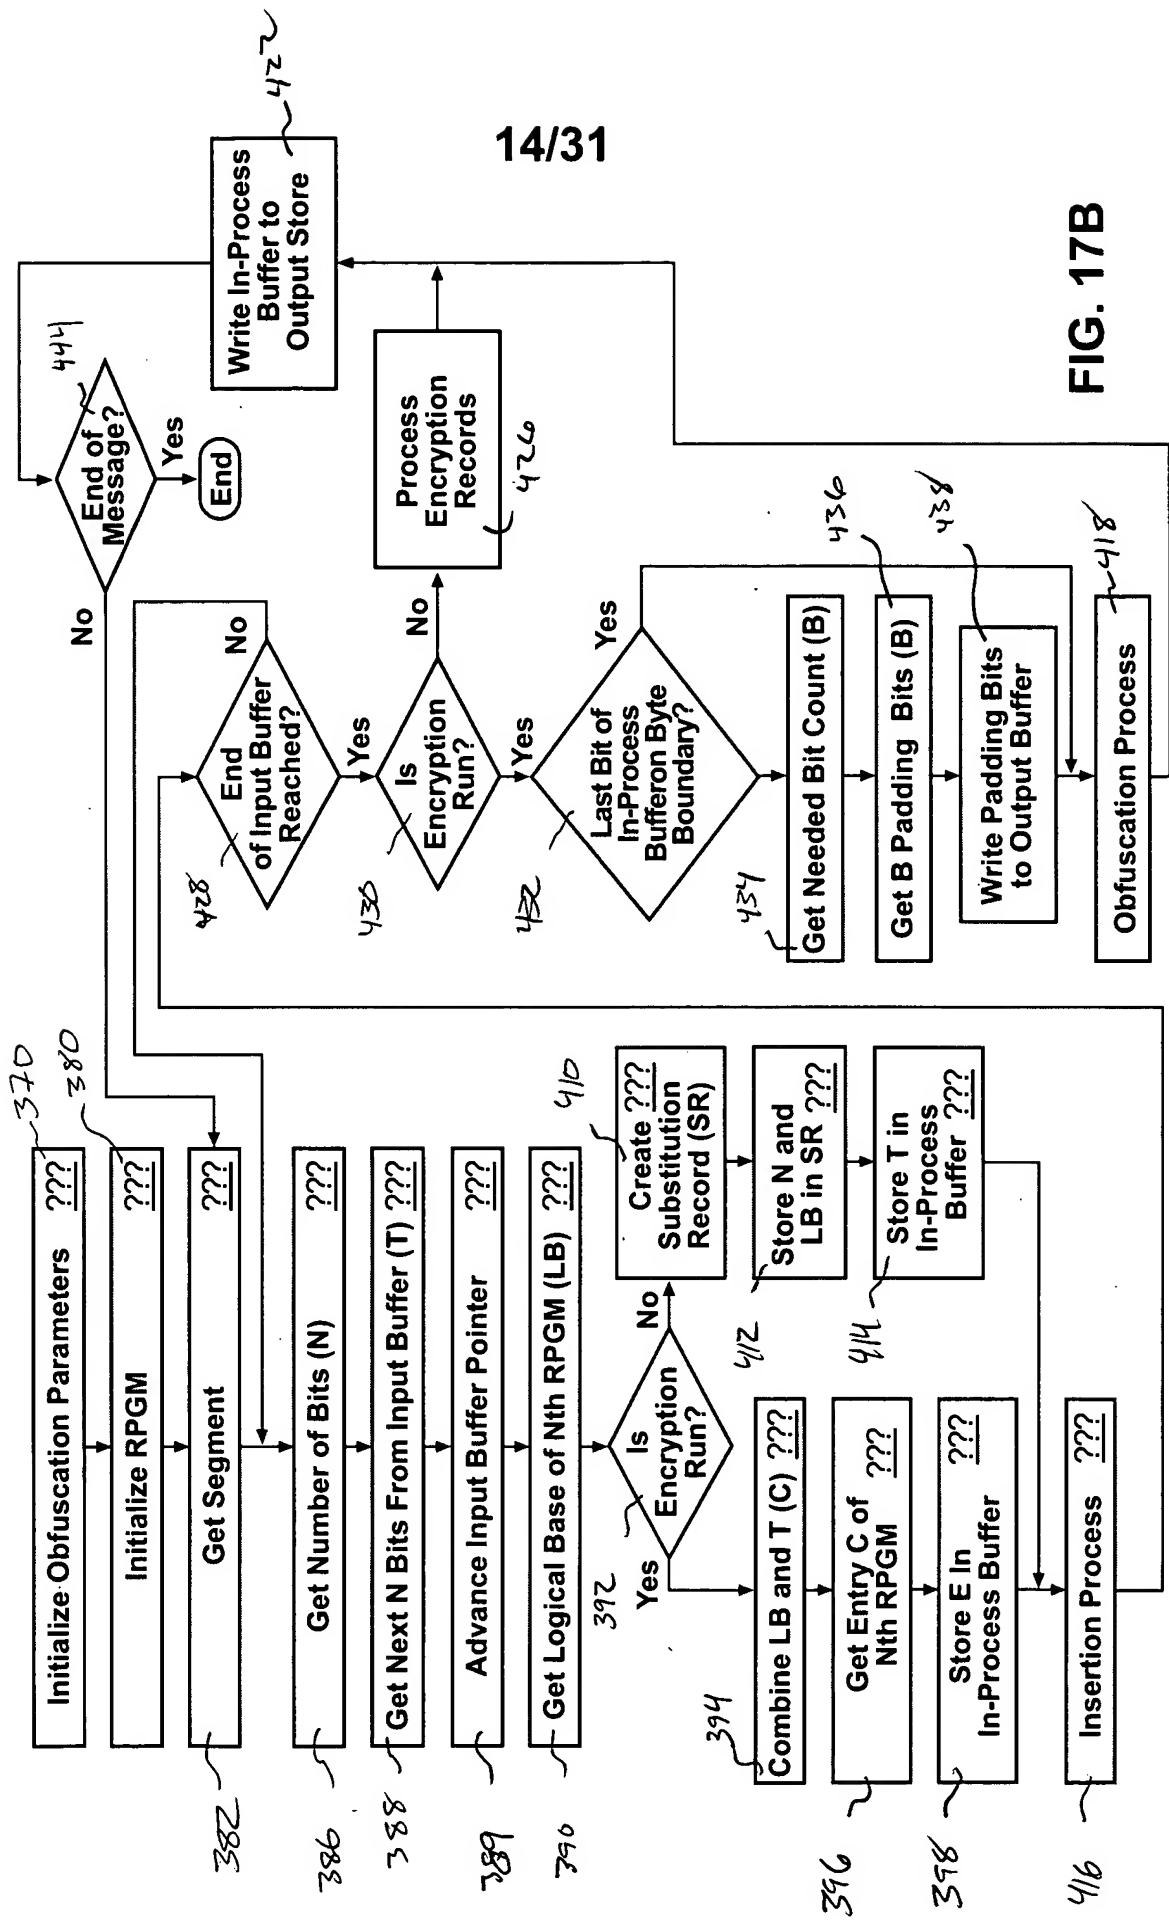 14/31
Initialize Obfuscation Parameters ???
370
Initialize RPGM ???
380
Get Segment ???
382
Get Number of Bits (N) ???
386
Get Next N Bits From Input Buffer (T) ???
388
Advance Input Buffer Pointer ???
389
Get Logical Base of Nth RPGM (LB) ???
390
Is
Encryption
Run?
392
Yes
No
Combine LB and T (C) ???
394
Get Entry C of
Nth RPGM ???
396
Store E In
In-Process Buffer ???
398
Insertion Process ???
416
Create ???
Substitution
Record (SR)
410
Store N and
LB in SR ???
412
Store T in
In-Process
Buffer ???
414
End
of Input Buffer
Reached?
428
No
Yes
Is
Encryption
Run?
430
No
Yes
Last Bit of
In-Process
Bufferon Byte
Boundary?
432
Yes
Get Needed Bit Count (B)
434
Get B Padding Bits (B)
436
Write Padding Bits
to Output Buffer
438
Obfuscation Process
418
Process
Encryption
Records
426
Write In-Process
Buffer to
Output Store
422
End of
Message?
444
No
Yes
End
FIG. 17B